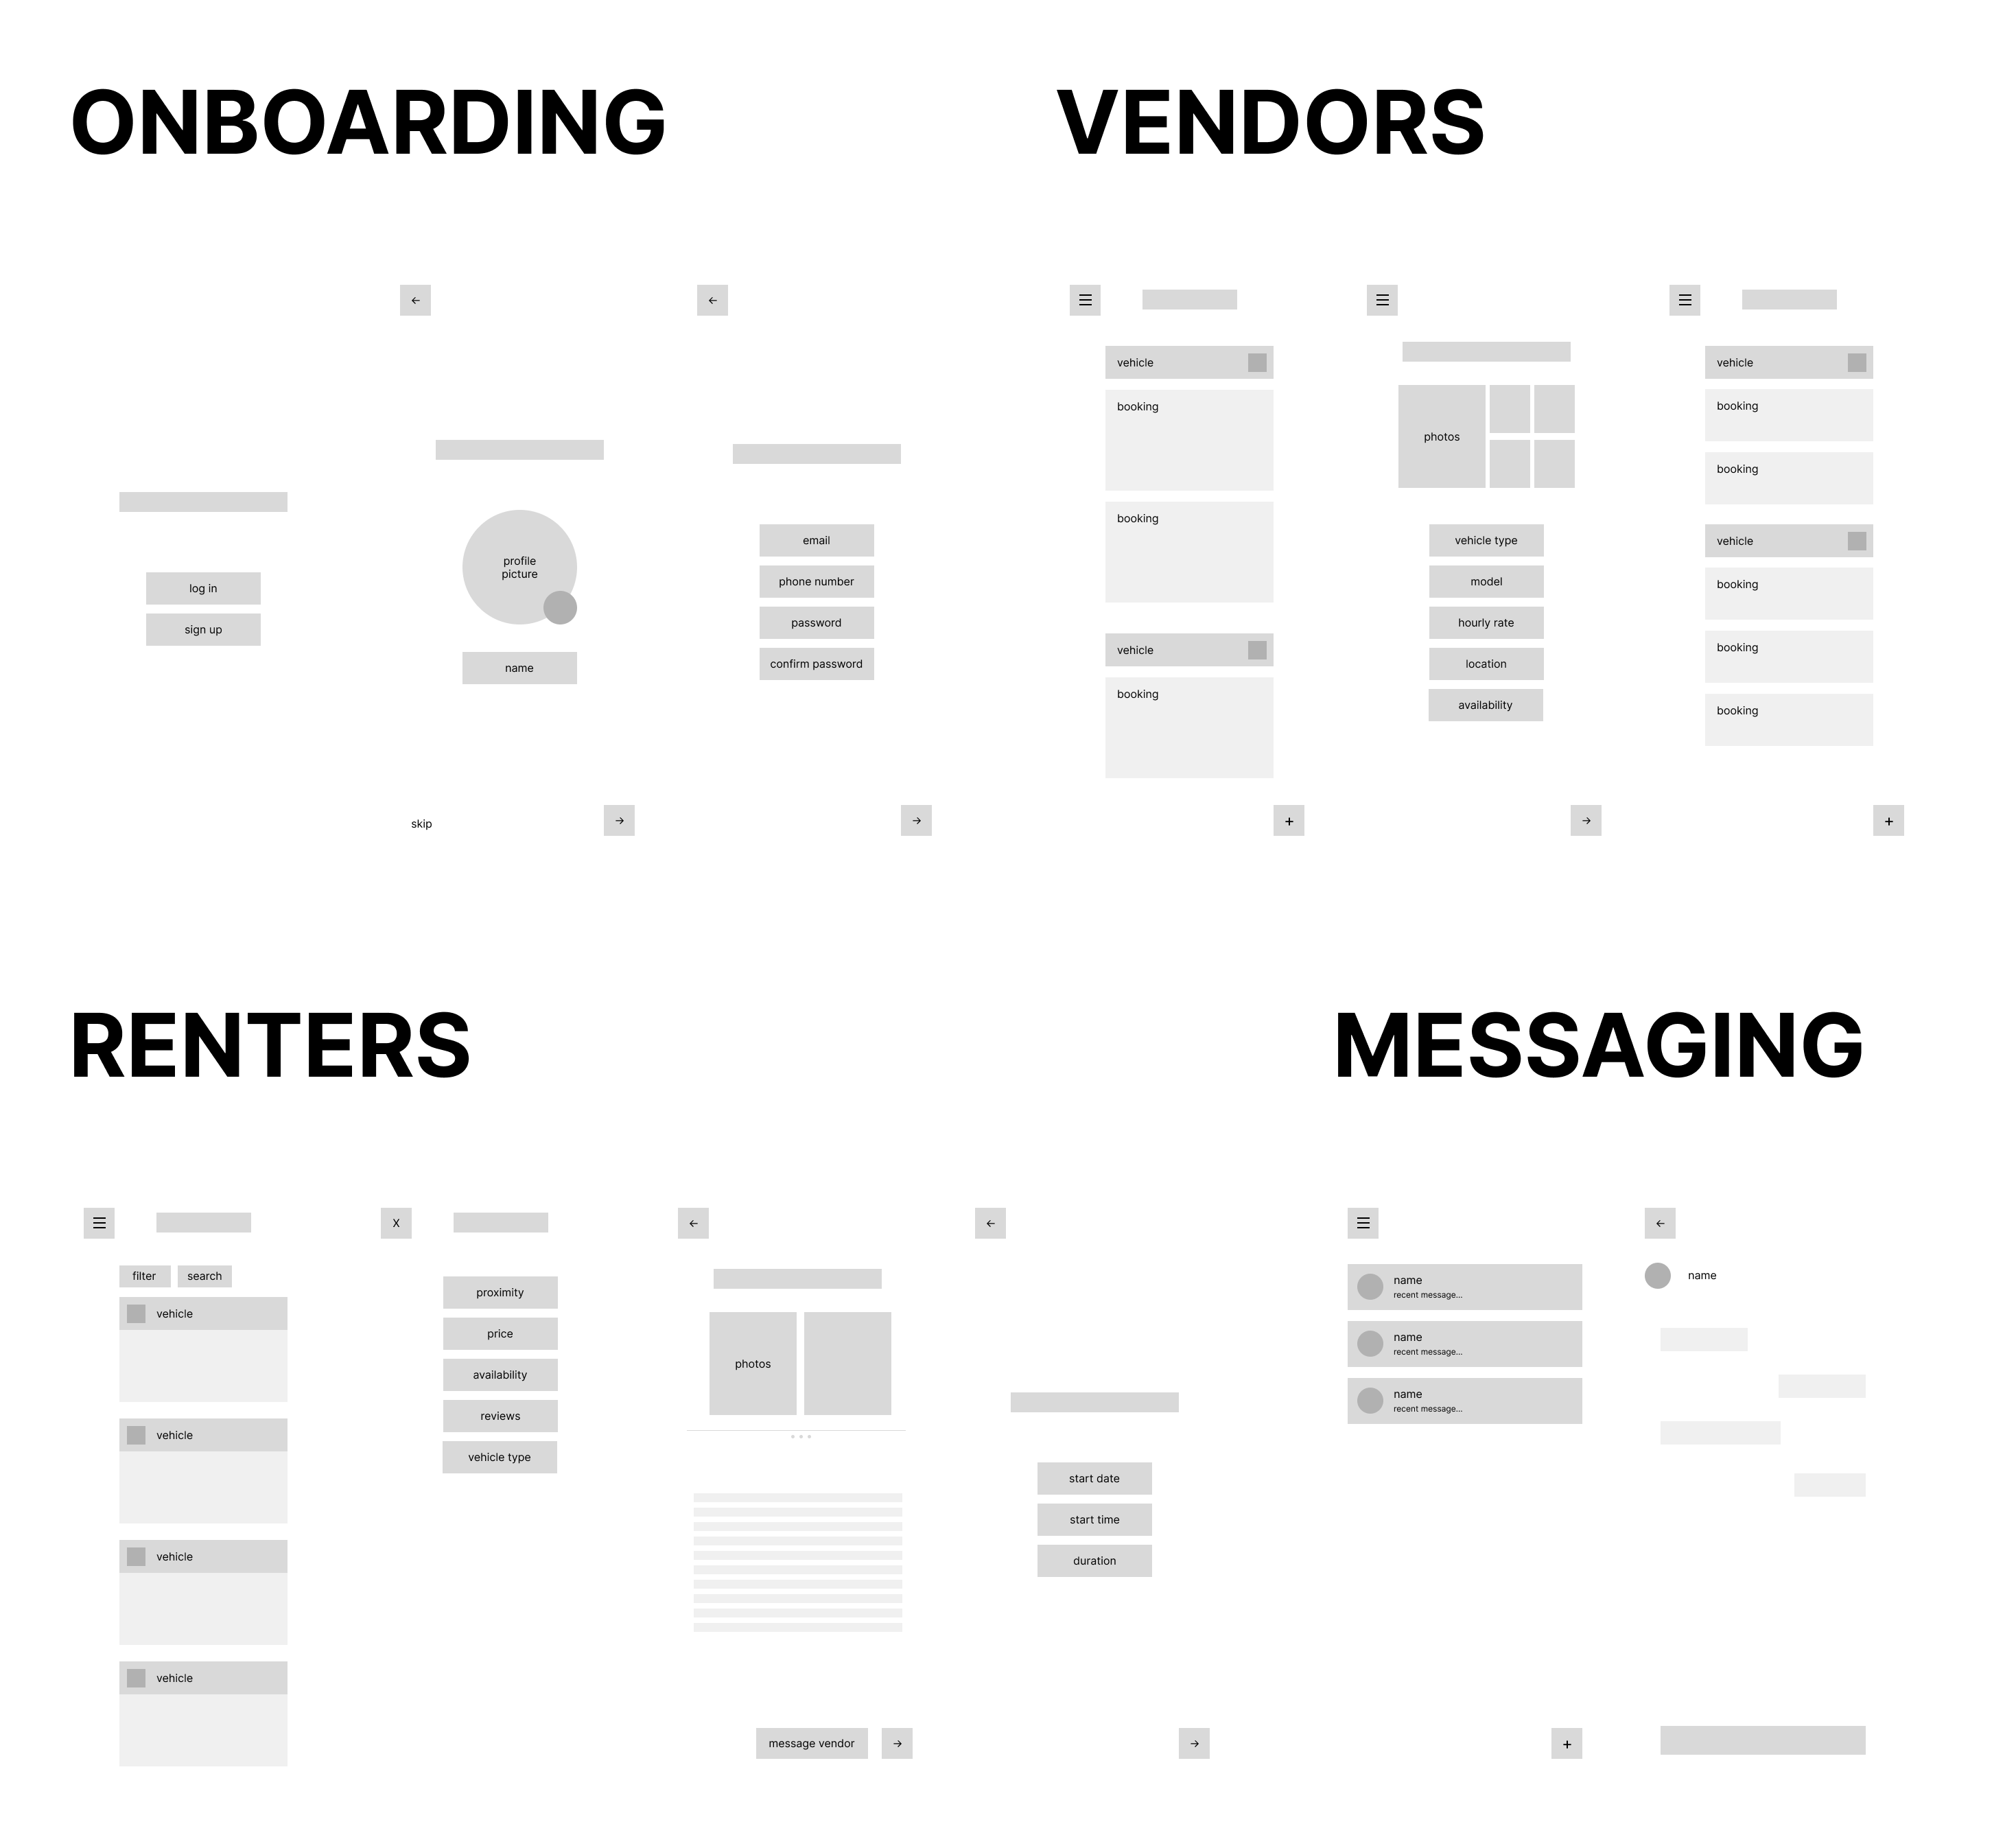 ONBOARDING
log in
sign up
←
profile
picture
name
skip
→
←
email
phone number
password
confirm password
→
VENDORS
vehicle
booking
booking
vehicle
booking
+
photos
vehicle type
model
hourly rate
location
availability
→
vehicle
booking
booking
vehicle
booking
booking
booking
+
RENTERS
filter
search
vehicle
vehicle
vehicle
vehicle
X
proximity
price
availability
reviews
vehicle type
←
photos
message vendor
→
←
start date
start time
duration
→
MESSAGING
name
recent message...
name
recent message...
name
recent message...
+
←
name